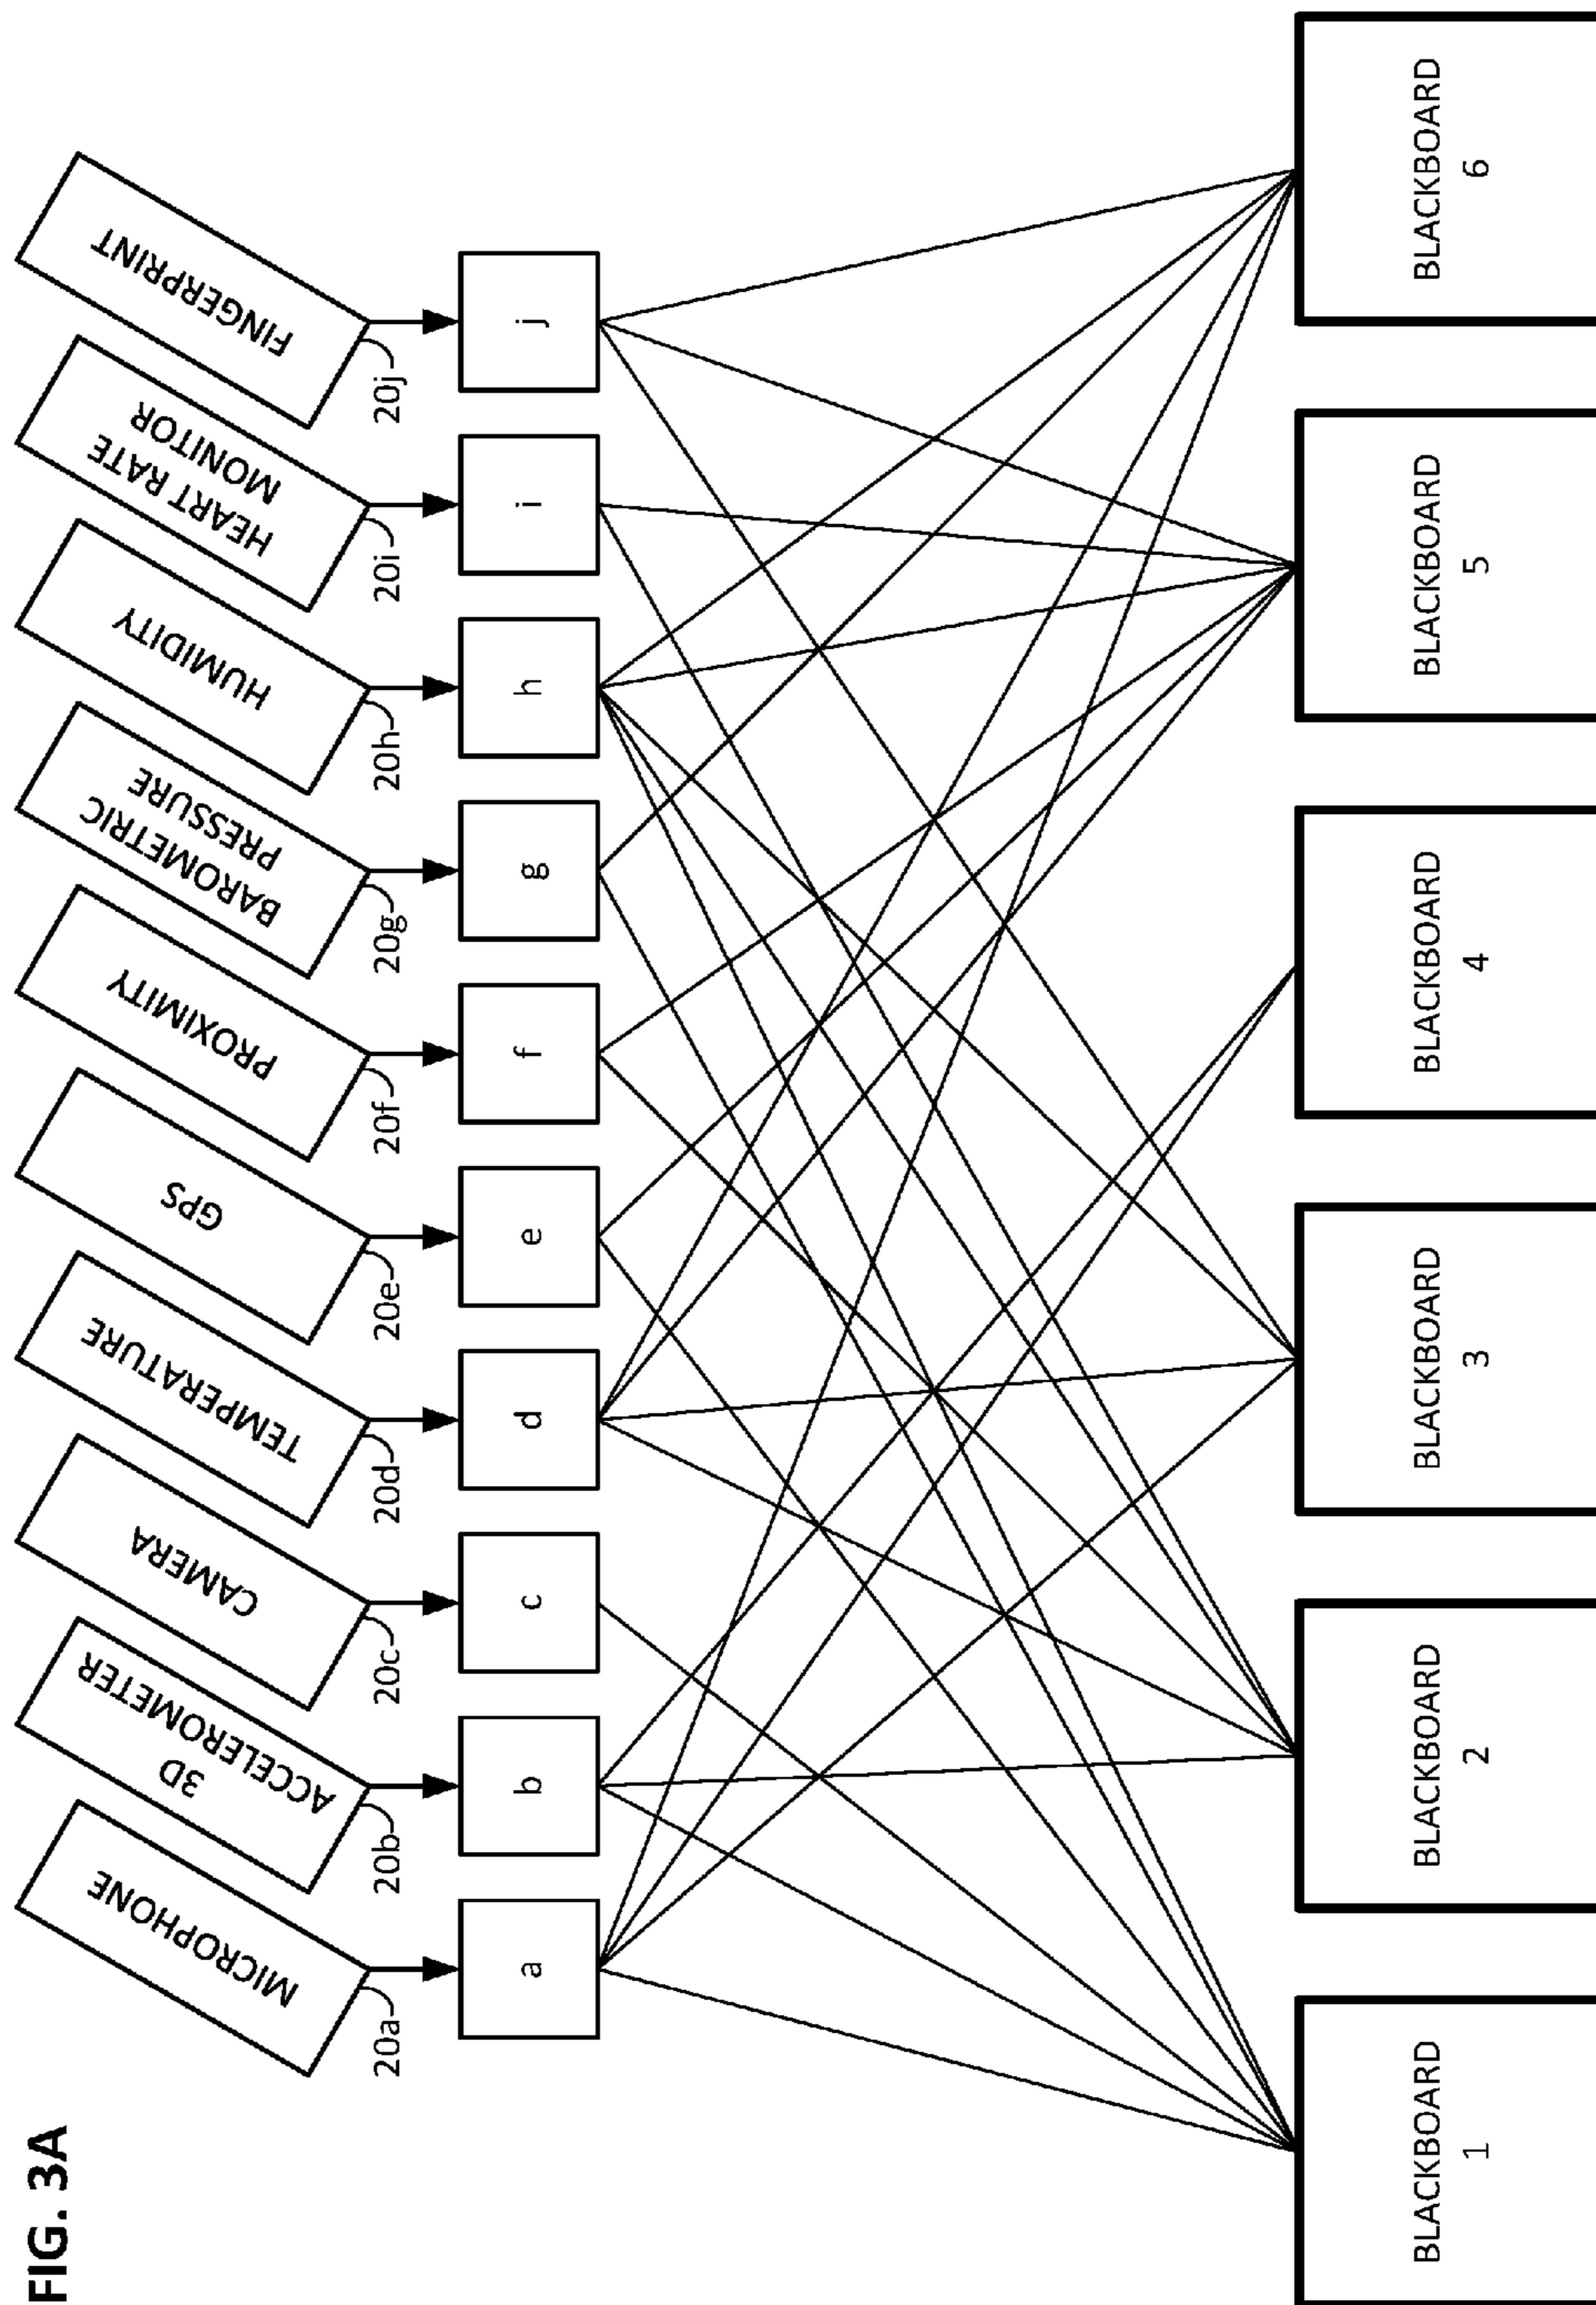 FIG. 3A
MICROPHONE
3D
ACCELEROMETER
CAMERA
TEMPERATURE
GPS
PROXIMITY
BAROMETRIC
PRESSURE
HUMIDITY
HEART RATE
MONITOR
FINGERPRINT
20a
20b
20c
20d
20e
20f
20g
20h
20i
20j
a
b
c
d
e
f
g
h
i
j
BLACKBOARD
1
BLACKBOARD
2
BLACKBOARD
3
BLACKBOARD
4
BLACKBOARD
5
BLACKBOARD
6